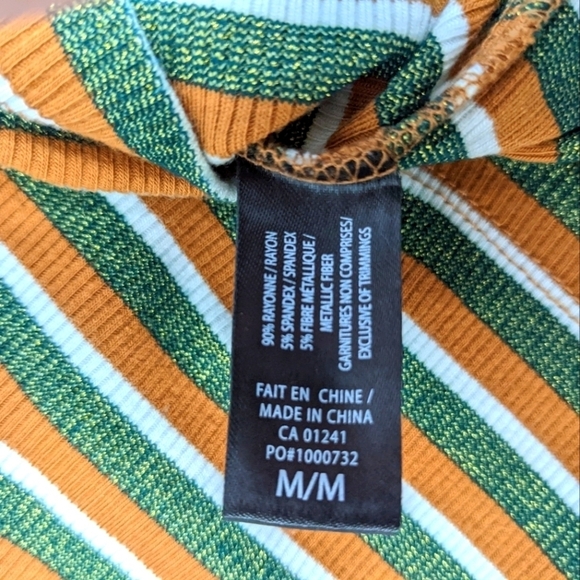 90% RAYONNE/RAYON
5% SPANDEX/SPANDEX
5% FIBRE MÉTALLIQUE/
METALLIC FIBER
GARNITURES NON COMPRISES/
EXCLUSIVE OF TRIMMINGS
FAIT EN CHINE /
MADE IN CHINA
CA 01241
PO#1000732
M/M